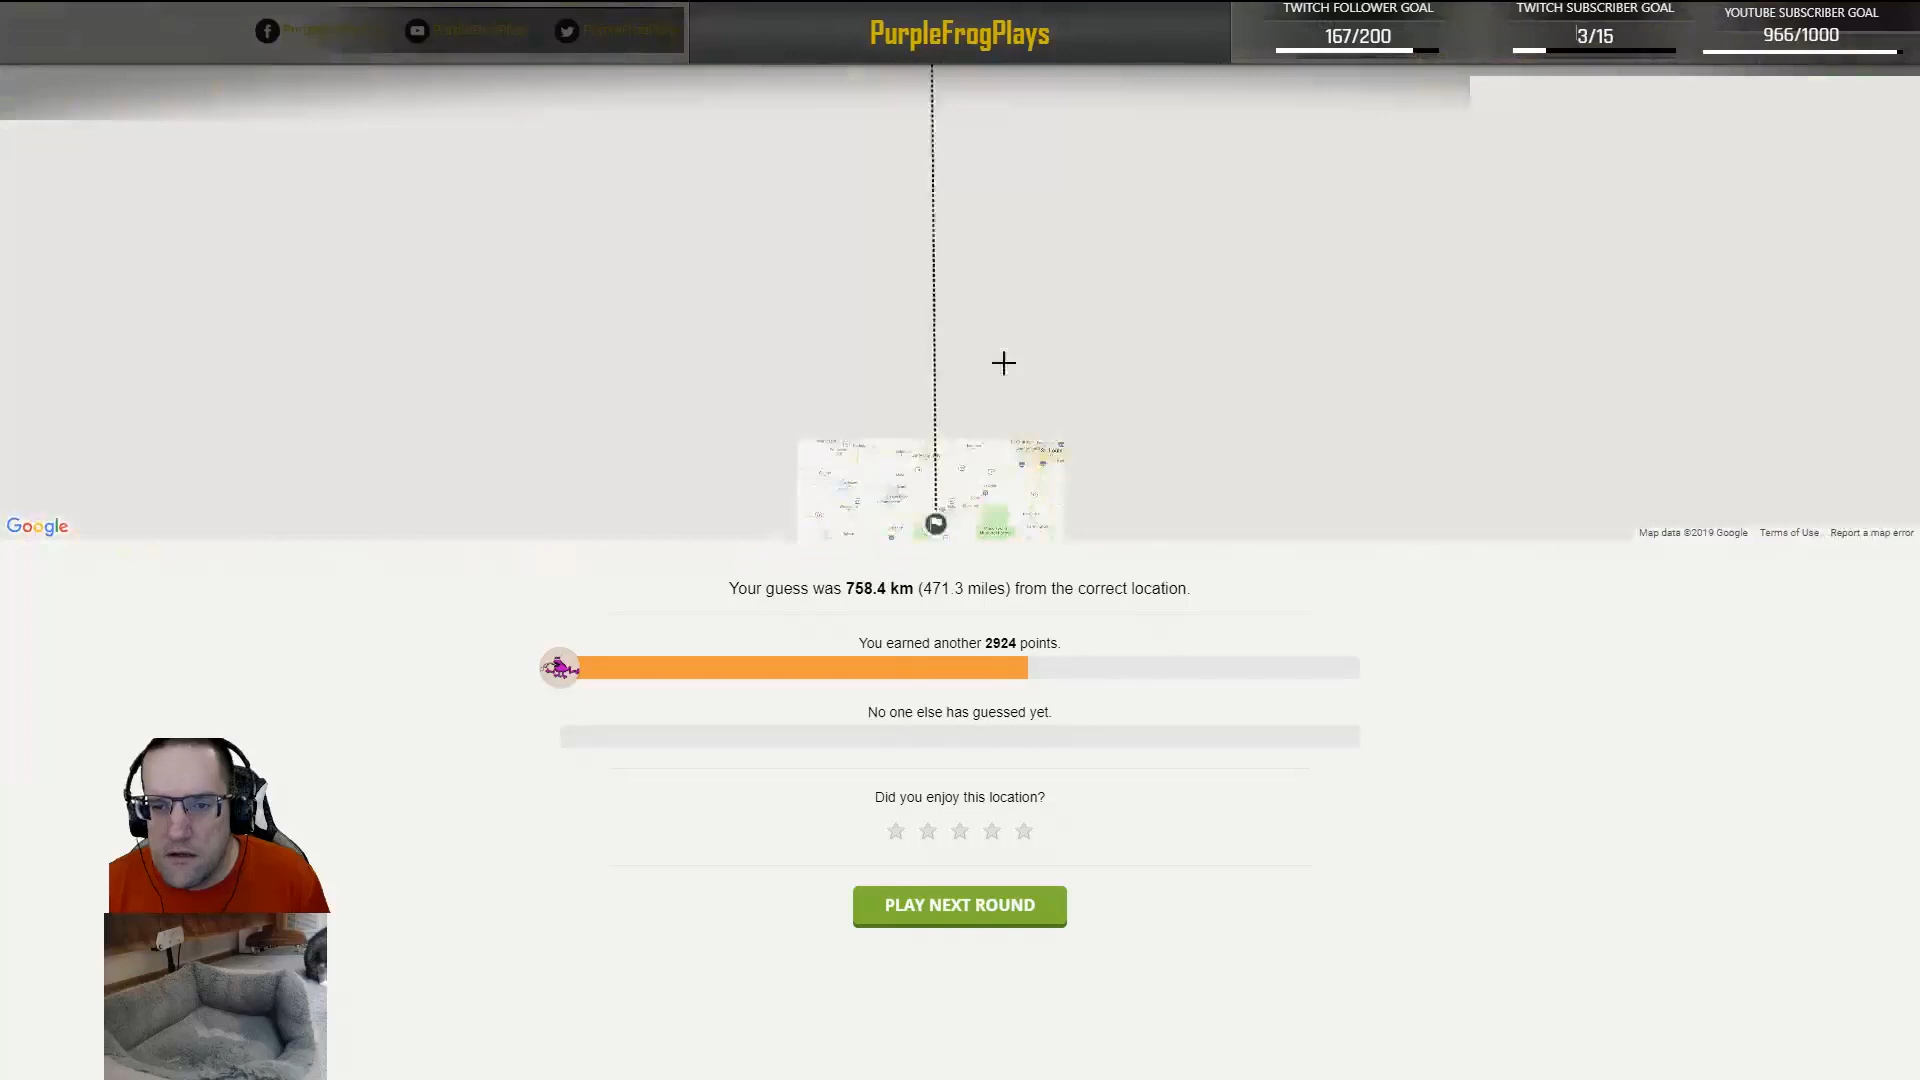 PurpleFrogPlays
TWITCH FOLLOWER GOAL
167/200
TWITCH SUBSCRIBER GOAL
3/15
YOUTUBE SUBSCRIBER GOAL
966/1000
Google
Map data ©2019 Google Terms of Use Report a map error
Your guess was 758.4 km (471.3 miles) from the correct location.
You earned another 2924 points.
No one else has guessed yet.
Did you enjoy this location?
PLAY NEXT ROUND